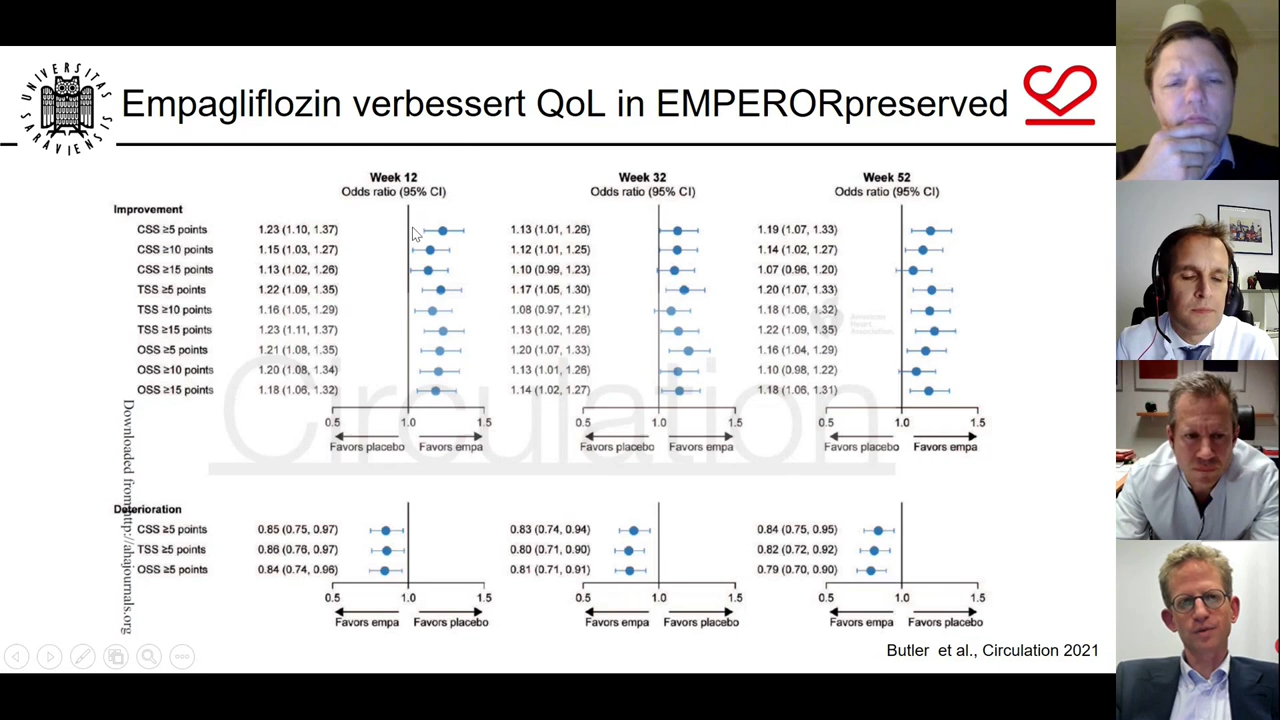 UNIVERSITAS SARAVIENSIS
Empagliflozin verbessert QoL in EMPERORpreserved
Week 12
Odds ratio (95% CI)
Week 32
Odds ratio (95% CI)
Week 52
Odds ratio (95% CI)
Improvement
CSS ≥5 points 1.23 (1.10, 1.37) 1.13 (1.01, 1.26) 1.19 (1.07, 1.33)
CSS ≥10 points 1.15 (1.03, 1.27) 1.12 (1.01, 1.25) 1.14 (1.02, 1.27)
CSS ≥15 points 1.13 (1.02, 1.26) 1.10 (0.99, 1.23) 1.07 (0.96, 1.20)
TSS ≥5 points 1.22 (1.09, 1.35) 1.17 (1.05, 1.30) 1.20 (1.07, 1.33)
TSS ≥10 points 1.16 (1.05, 1.29) 1.08 (0.97, 1.21) 1.18 (1.06, 1.32)
TSS ≥15 points 1.23 (1.11, 1.37) 1.13 (1.02, 1.26) 1.22 (1.09, 1.35)
OSS ≥5 points 1.21 (1.08, 1.35) 1.20 (1.07, 1.33) 1.16 (1.04, 1.29)
OSS ≥10 points 1.20 (1.08, 1.34) 1.13 (1.01, 1.26) 1.10 (0.98, 1.22)
OSS ≥15 points 1.18 (1.06, 1.32) 1.14 (1.02, 1.27) 1.18 (1.06, 1.31)
American
Heart
Association
Circulation
0.5 1.0 1.5 0.5 1.0 1.5 0.5 1.0 1.5
Favors placebo Favors empa Favors placebo Favors empa Favors placebo Favors empa
Deterioration
CSS ≥5 points 0.85 (0.75, 0.97) 0.83 (0.74, 0.94) 0.84 (0.75, 0.95)
TSS ≥5 points 0.86 (0.76, 0.97) 0.80 (0.71, 0.90) 0.82 (0.72, 0.92)
OSS ≥5 points 0.84 (0.74, 0.96) 0.81 (0.71, 0.91) 0.79 (0.70, 0.90)
0.5 1.0 1.5 0.5 1.0 1.5 0.5 1.0 1.5
Favors empa Favors placebo Favors empa Favors placebo Favors empa Favors placebo
Downloaded from http://ahajournals.org
Butler et al., Circulation 2021